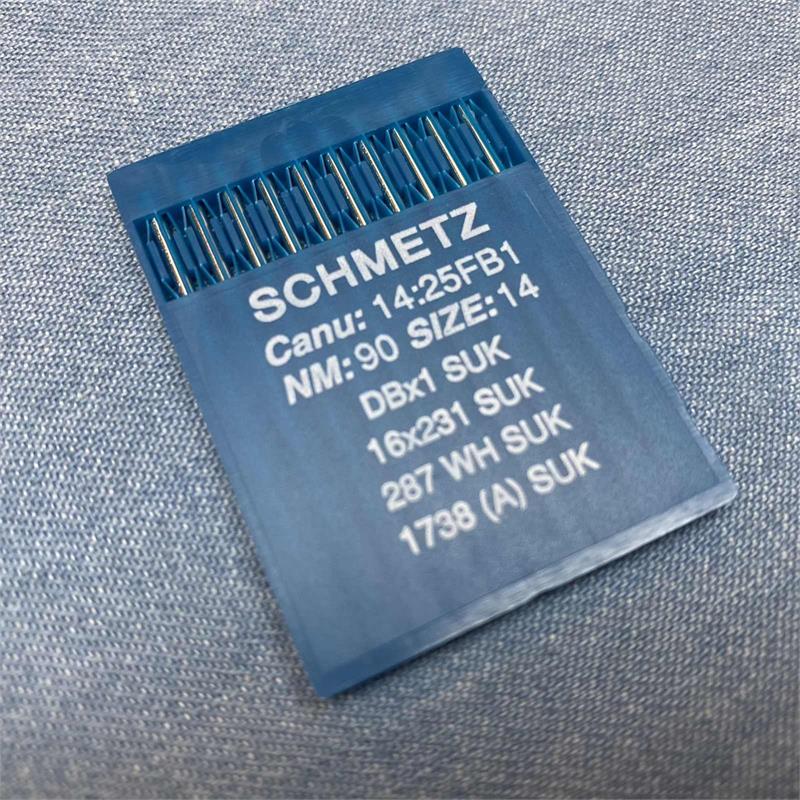 SCHMETZ
Canu: 14:25FB1
NM: 90 SIZE: 14
DBx1 SUK
16x231 SUK
287 WH SUK
1738 (A) SUK